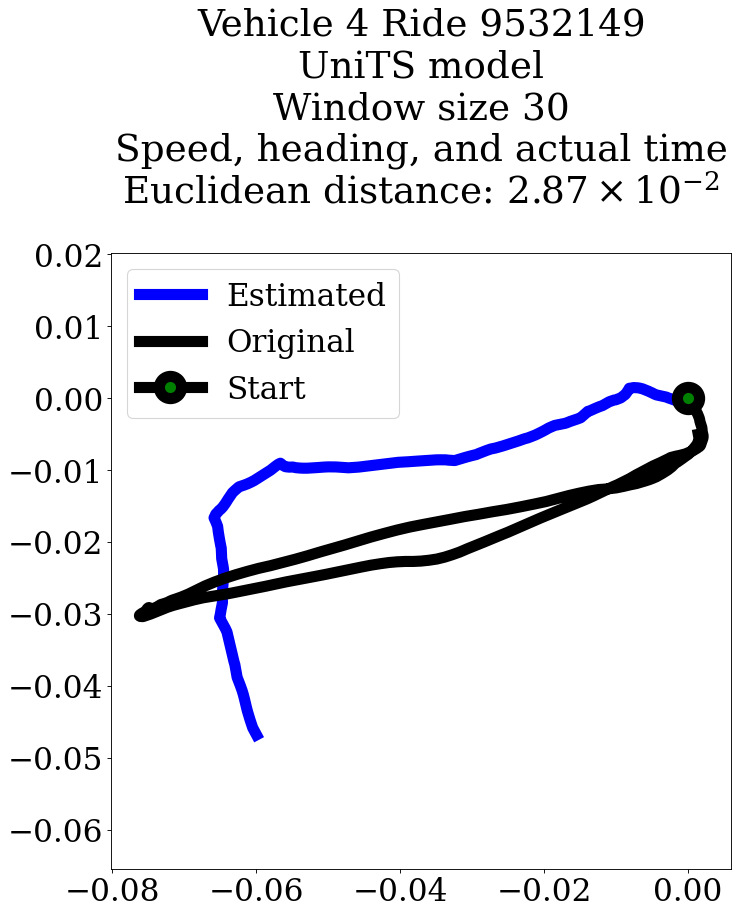 Vehicle 4 Ride 9532149
UniTS model
Window size 30
Speed, heading, and actual time
Euclidean distance: 2.87 × 10⁻²
Estimated
Original
Start
0.02
0.01
0.00
−0.01
−0.02
−0.03
−0.04
−0.05
−0.06
−0.08 −0.06 −0.04 −0.02 0.00